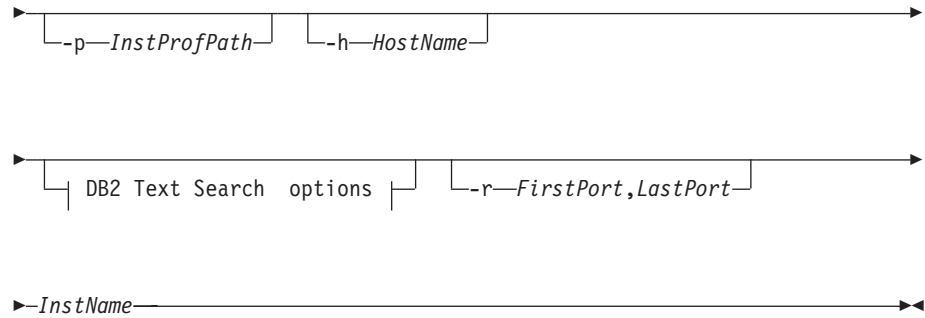 -p InstProfPath -h HostName
DB2 Text Search options -r FirstPort,LastPort
InstName